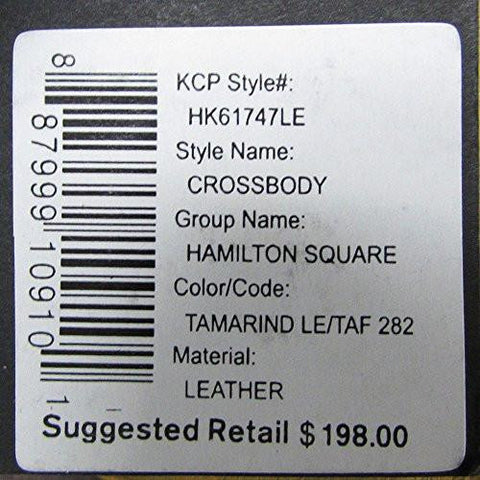 8 87999 10910 1
KCP Style#:
HK61747LE
Style Name:
CROSSBODY
Group Name:
HAMILTON SQUARE
Color/Code:
TAMARIND LE/TAF 282
Material:
LEATHER
Suggested Retail $198.00